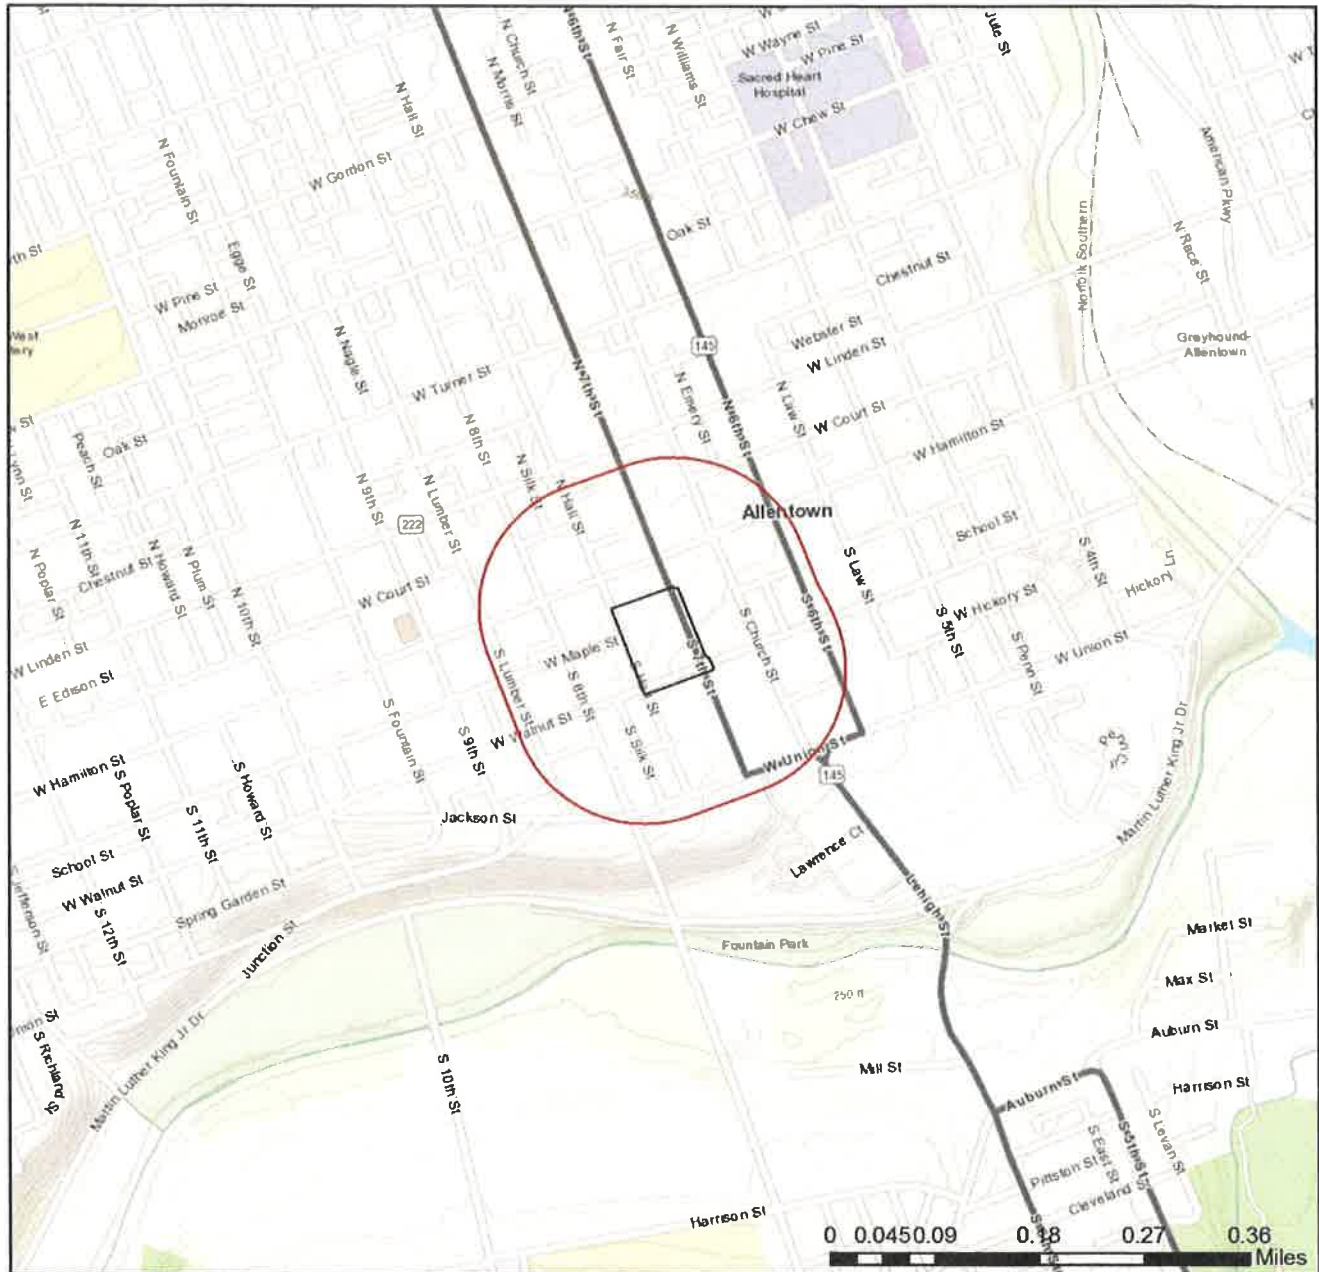 N 6th St
N Church St
N Morris St
N Fair St
N Williams St
W Wayne St
W Pine St
Jute St
Sacred Heart
Hospital
W Chew St
N Hall St
N Fountain St
W Gordon St
American Pkwy
Norfolk Southern
N Race St
Oak St
Chestnut St
Egge St
W Pine St
Monroe St
N Nagle St
145
Webster St
W Linden St
Greyhound-
Allentown
W Turner St
N 7th St
N Emery St
N Law St
N 6th St
W Court St
W Hamilton St
N 8th St
Peach St
Oak St
N Silk St
N Hall St
N 9th St
N Lumber St
222
Allentown
School St
S 4th St
Hickory
Ln
N 11th St
Chestnut St
N Howard St
N Plum St
N Poplar St
N 10th St
W Court St
S Law St
S 6th St
S Church St
S 5th St
W Hickory St
S Penn St
W Union St
W Linden St
E Edison St
W Maple St
S 7th St
S Lumber St
S 8th St
S Fountain St
S 9th St
W Walnut St
S Silk St
W Union St
145
Penn
Cir
Martin Luther King Jr Dr
W Hamilton St
S Poplar St
S Howard St
S 11th St
Jackson St
Lawrence Ct
School St
W Walnut St
S Jefferson St
S 12th St
Spring Garden St
Junction St
Lehigh St
Fountain Park
Market St
Max St
250 ft
Auburn St
Mill St
Harrison St
S Richland St
Martin Luther King Jr Dr
S 10th St
Auburn St
S Levan St
S East St
S 5th St
Pittston St
Cleveland S
Harrison St
0 0.045 0.09 0.18 0.27 0.36
Miles